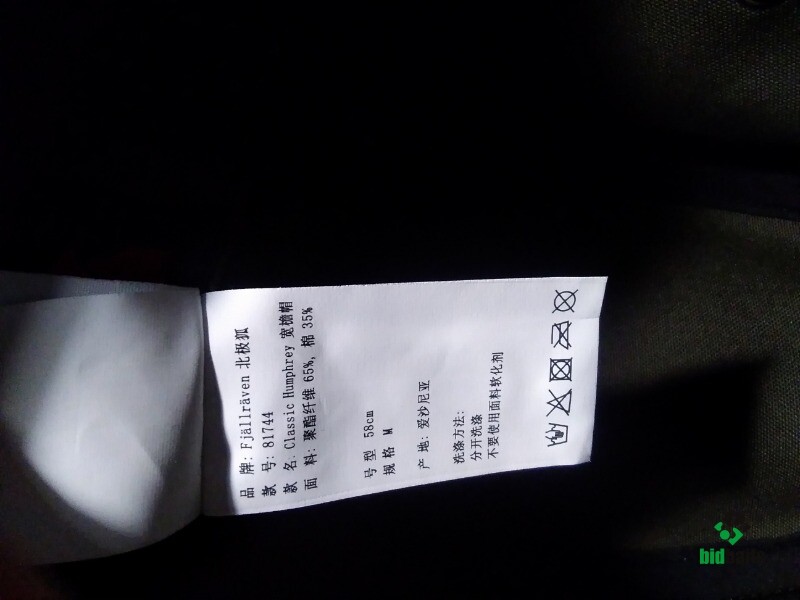 品 牌: Fjällräven 北极狐
款 号: 81744
款 名: Classic Humphrey 宽檐帽
面 料: 聚酯纤维 65%, 棉 35%
号 型 58cm
规 格 M
产 地: 爱沙尼亚
洗涤方法:
分开洗涤
不要使用面料软化剂
bid